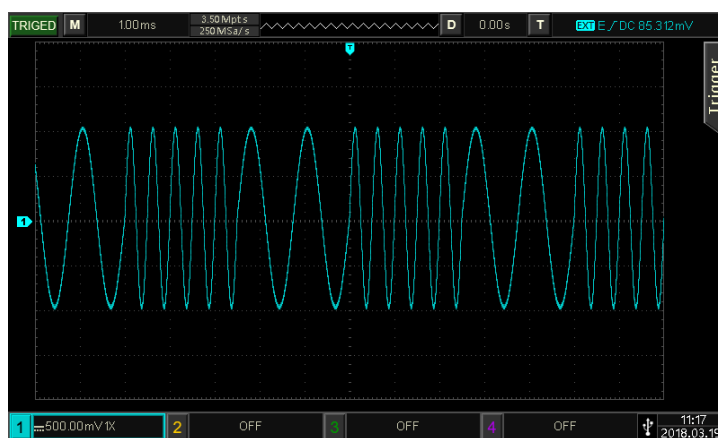 TRIGED M 1.00ms 3.50Mpts D 0.00s T EXT E / DC 85.312mV
250MSa/s
T
Trigger
1
1 500.00mV 1X 2 OFF 3 OFF 4 OFF 11:17
2018.03.19